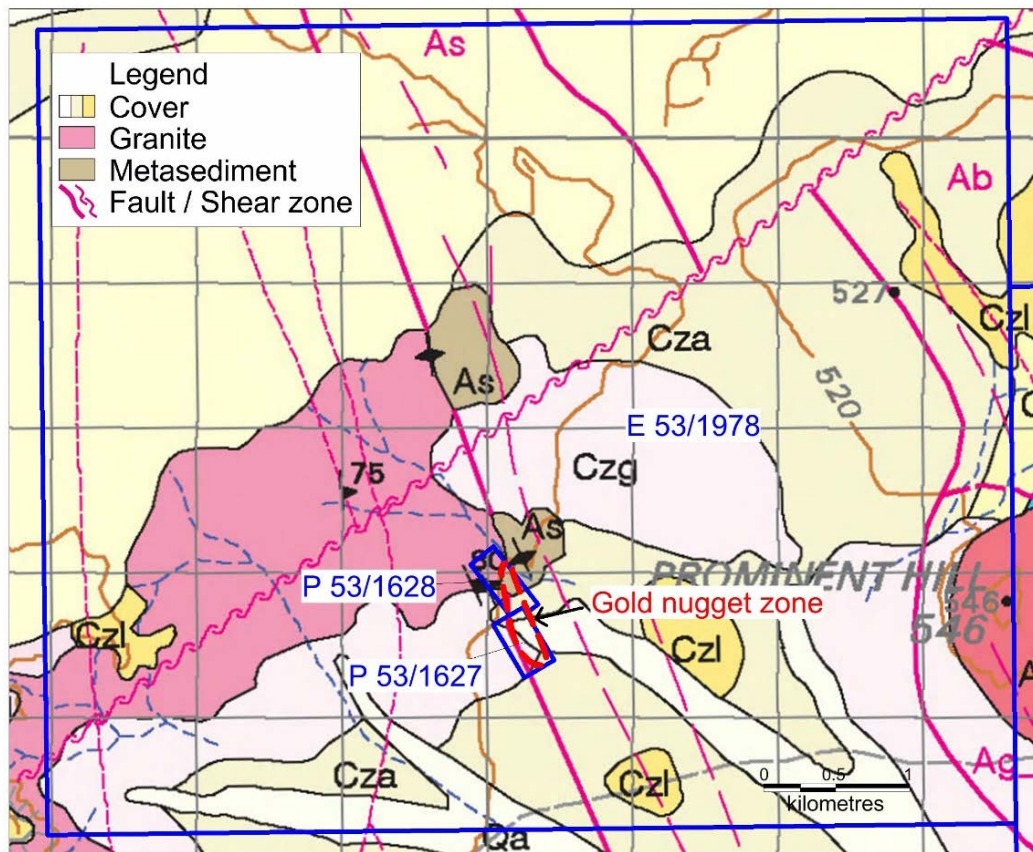 As
Legend
Cover
Granite
Metasediment
Fault / Shear zone
Ab
527
Czl
Cza
As
520
E 53/1978
Czg
75
As
80
PROMINENT HILL
P 53/1628
Gold nugget zone
546
546
Czl
Czl
P 53/1627
Cza
Czl
Ag
0 0.5 1
kilometres
Qa